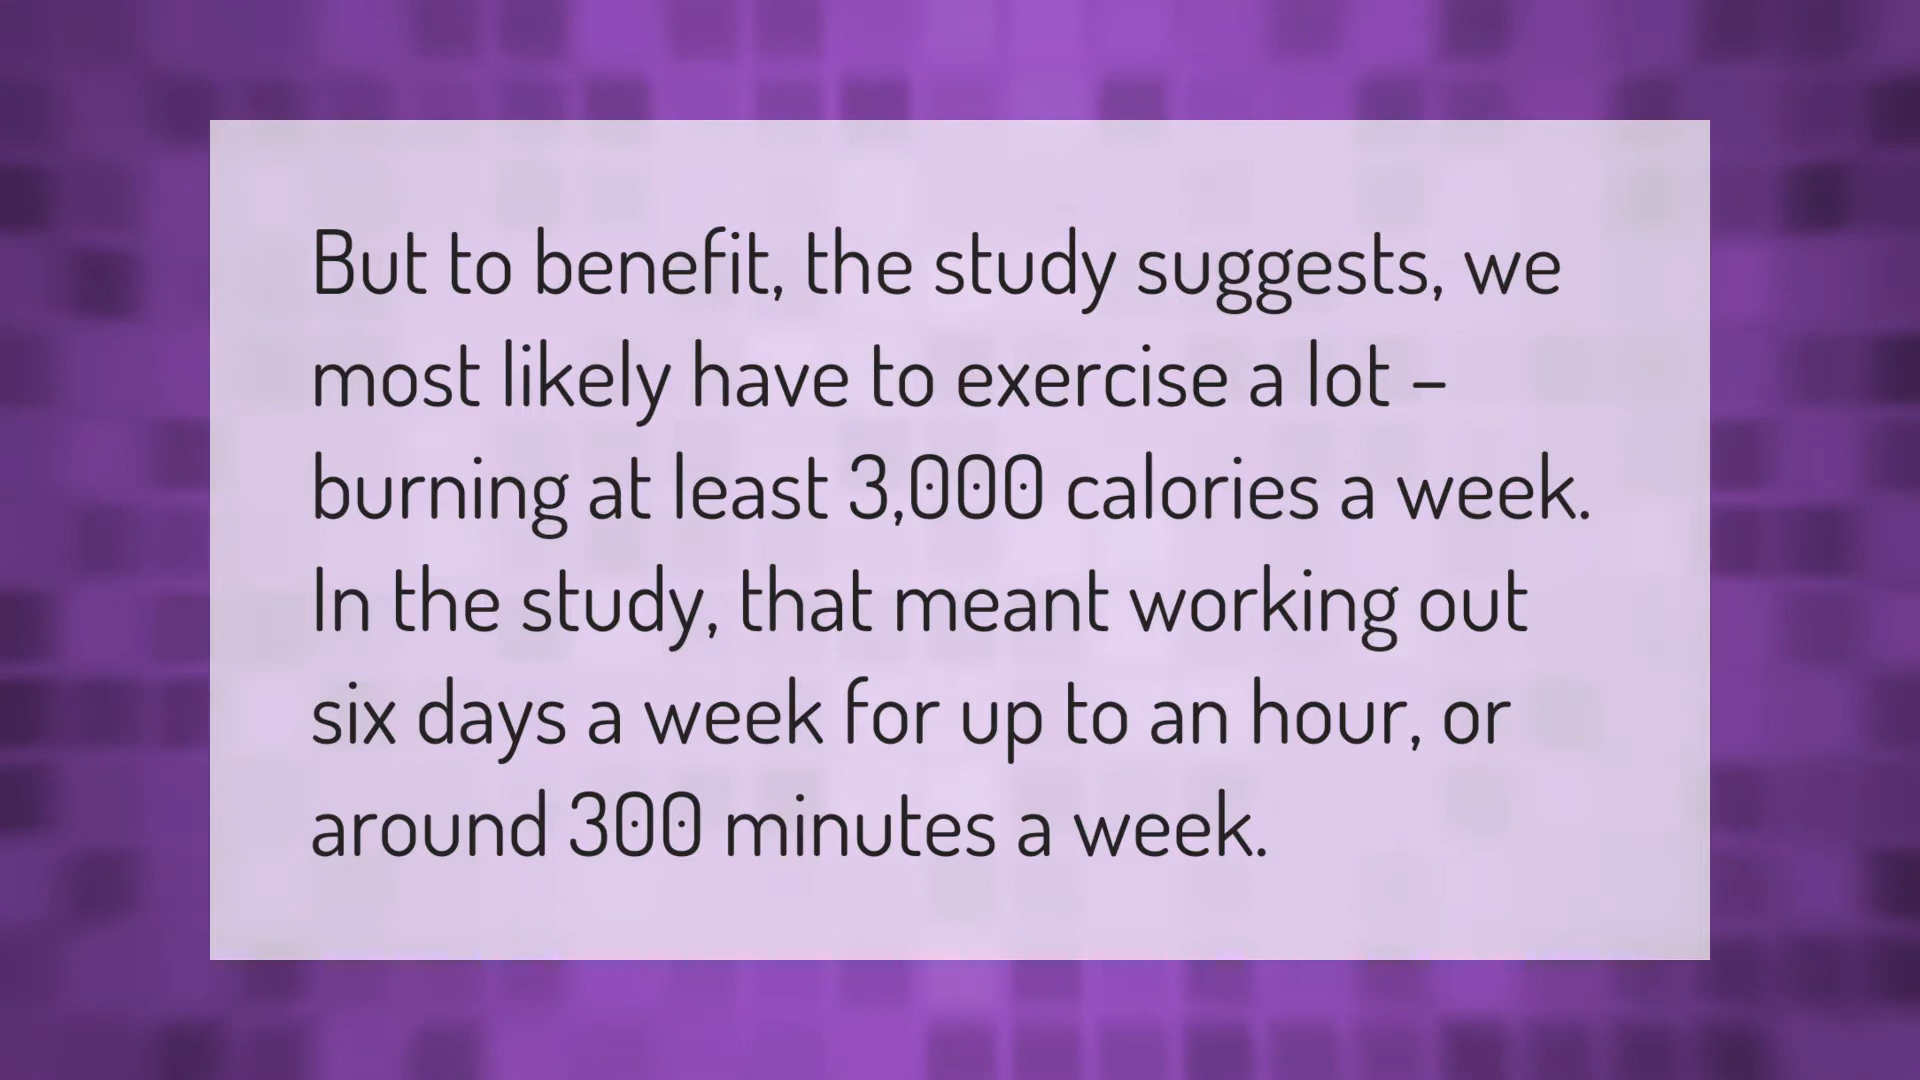 But to benefit, the study suggests, we
most likely have to exercise a lot –
burning at least 3,000 calories a week.
In the study, that meant working out
six days a week for up to an hour, or
around 300 minutes a week.